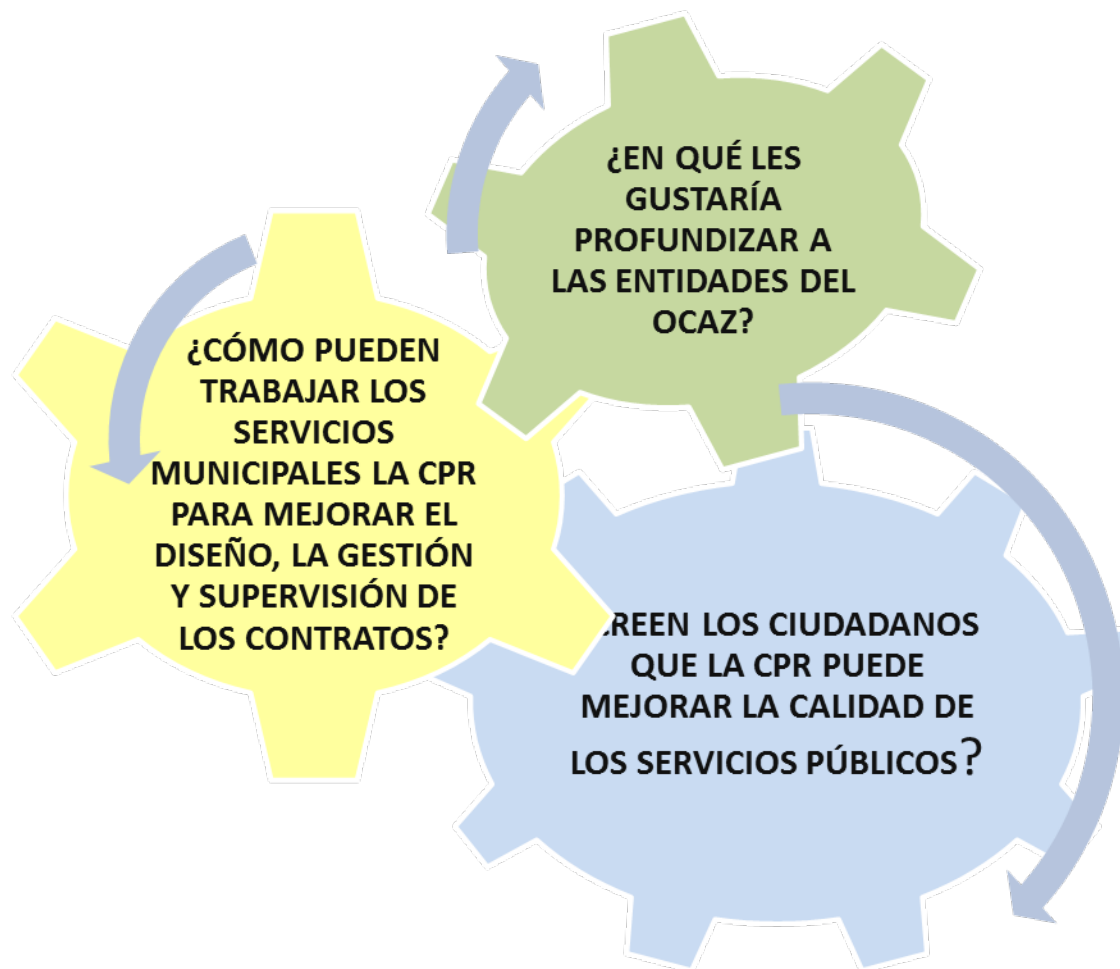 ¿EN QUÉ LES
GUSTARÍA
PROFUNDIZAR A
LAS ENTIDADES DEL
OCAZ?
¿CÓMO PUEDEN
TRABAJAR LOS
SERVICIOS
MUNICIPALES LA CPR
PARA MEJORAR EL
DISEÑO, LA GESTIÓN
Y SUPERVISIÓN DE
LOS CONTRATOS?
LOS CIUDADANOS
QUE LA CPR PUEDE
MEJORAR LA CALIDAD DE
LOS SERVICIOS PÚBLICOS?